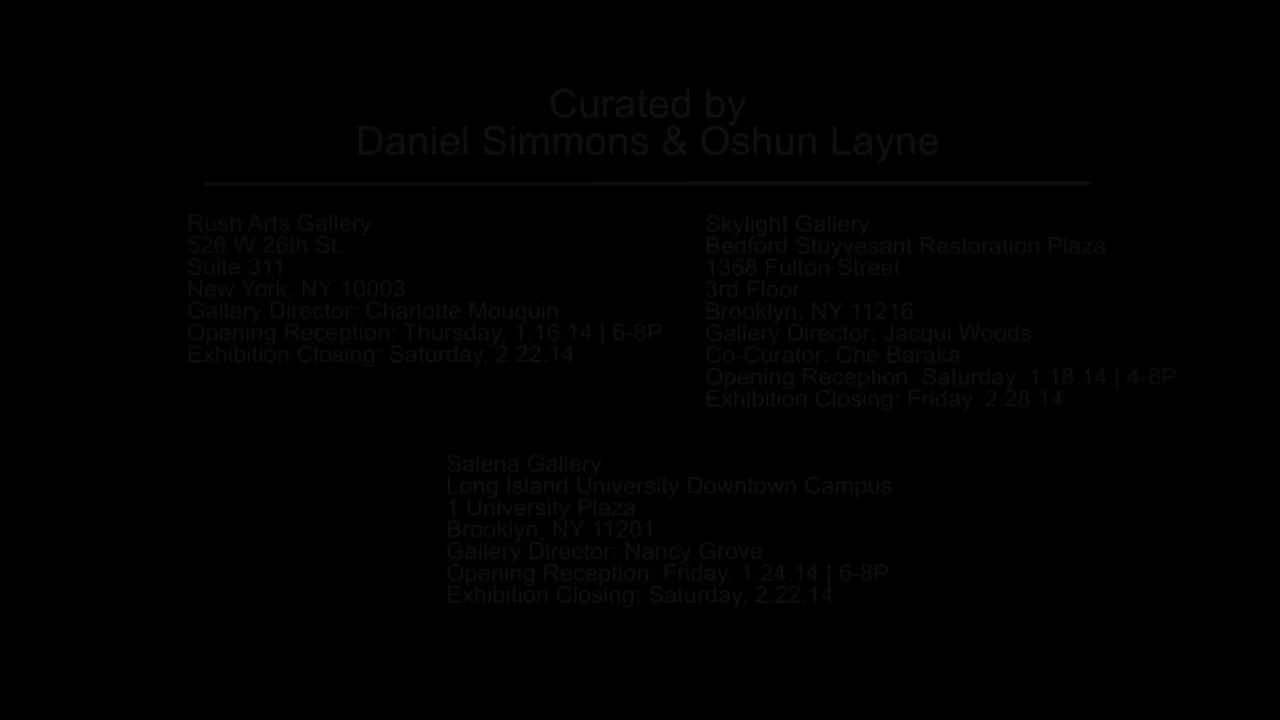 Curated by
Daniel Simmons & Oshun Layne
Rush Arts Gallery
526 W 26th St.
Suite 311
New York, NY 10003
Gallery Director: Charlotte Mouquin
Opening Reception: Thursday, 1.16.14 | 6-8P
Exhibition Closing: Saturday, 2.22.14
Skylight Gallery
Bedford Stuyvesant Restoration Plaza
1368 Fulton Street
3rd Floor
Brooklyn, NY 11216
Gallery Director: Jacqui Woods
Co-Curator: Che Baraka
Opening Reception: Saturday, 1.18.14 | 4-6P
Exhibition Closing: Friday, 2.28.14
Salena Gallery
Long Island University Downtown Campus
1 University Plaza
Brooklyn, NY 11201
Gallery Director: Nancy Grove
Opening Reception: Friday, 1.24.14 | 6-8P
Exhibition Closing: Saturday, 2.22.14